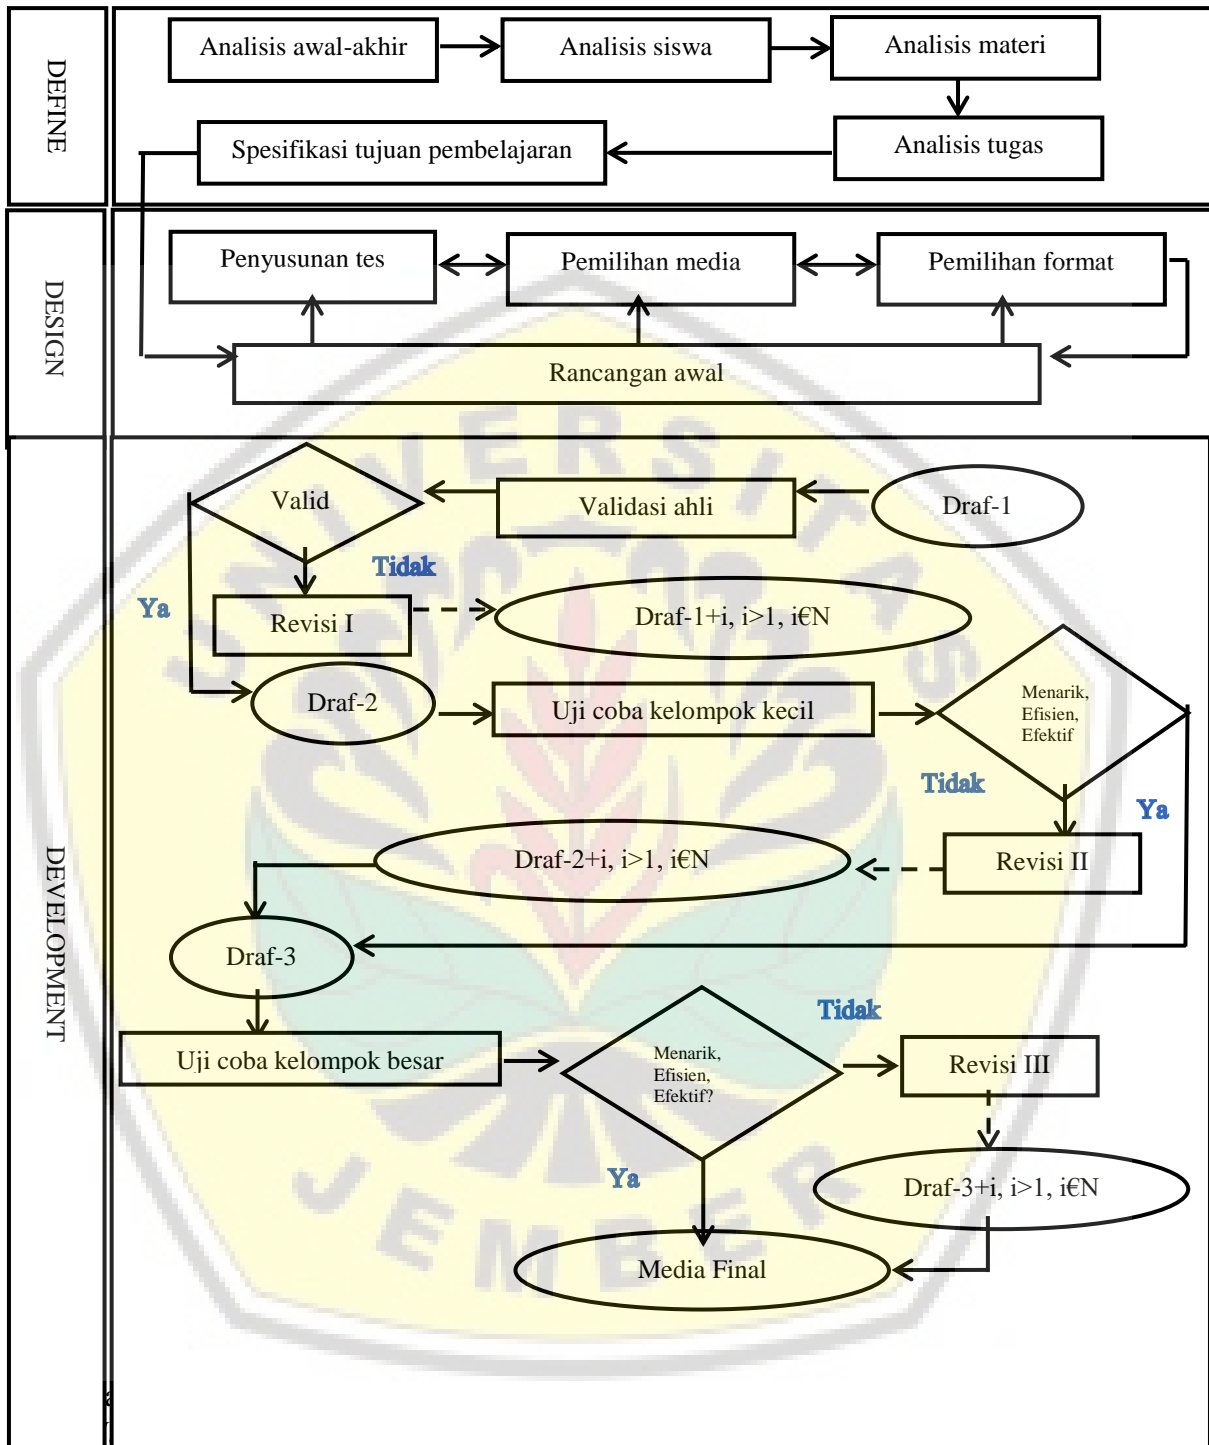 DEFINE
Analisis awal-akhir
Analisis siswa
Analisis materi
Spesifikasi tujuan pembelajaran
Analisis tugas
DESIGN
Penyusunan tes
Pemilihan media
Pemilihan format
Rancangan awal
DEVELOPMENT
Valid
Validasi ahli
Draf-1
Tidak
Ya
Revisi I
Draf-1+i, i>1, i€N
Draf-2
Uji coba kelompok kecil
Menarik,
Efisien,
Efektif
Tidak
Ya
Draf-2+i, i>1, i€N
Revisi II
Draf-3
Tidak
Uji coba kelompok besar
Menarik,
Efisien,
Efektif?
Revisi III
Ya
Draf-3+i, i>1, i€N
Media Final
UNIVERSITAS
JEMBER